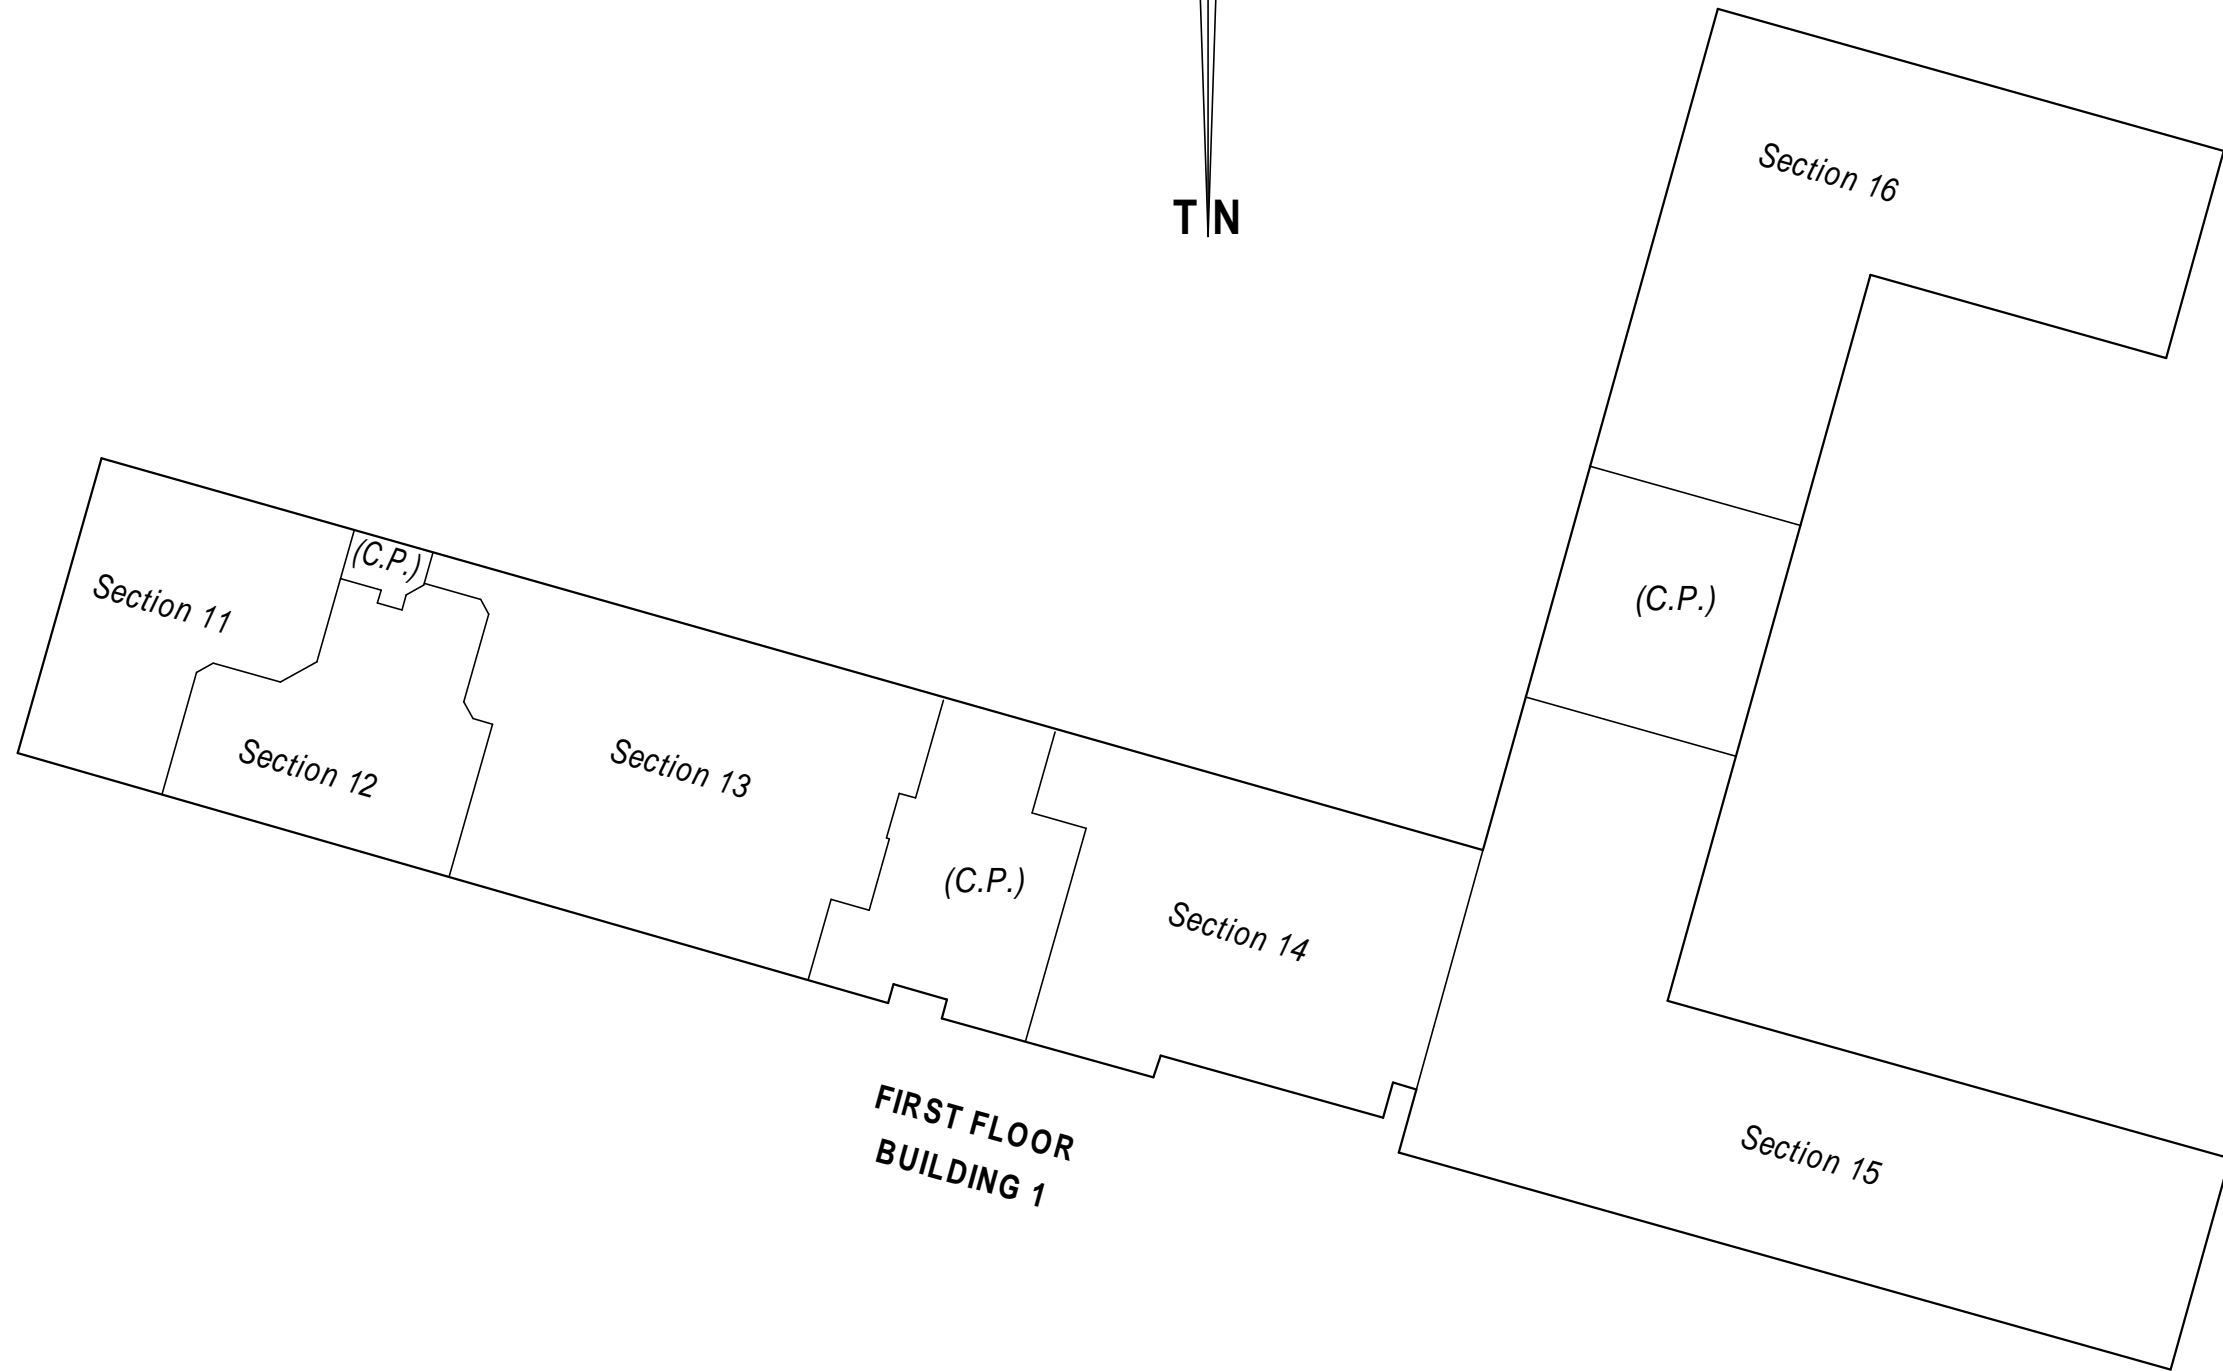 T N
Section 16
(C.P.)
Section 11
(C.P.)
Section 12
Section 13
(C.P.)
Section 14
Section 15
FIRST FLOOR
BUILDING 1